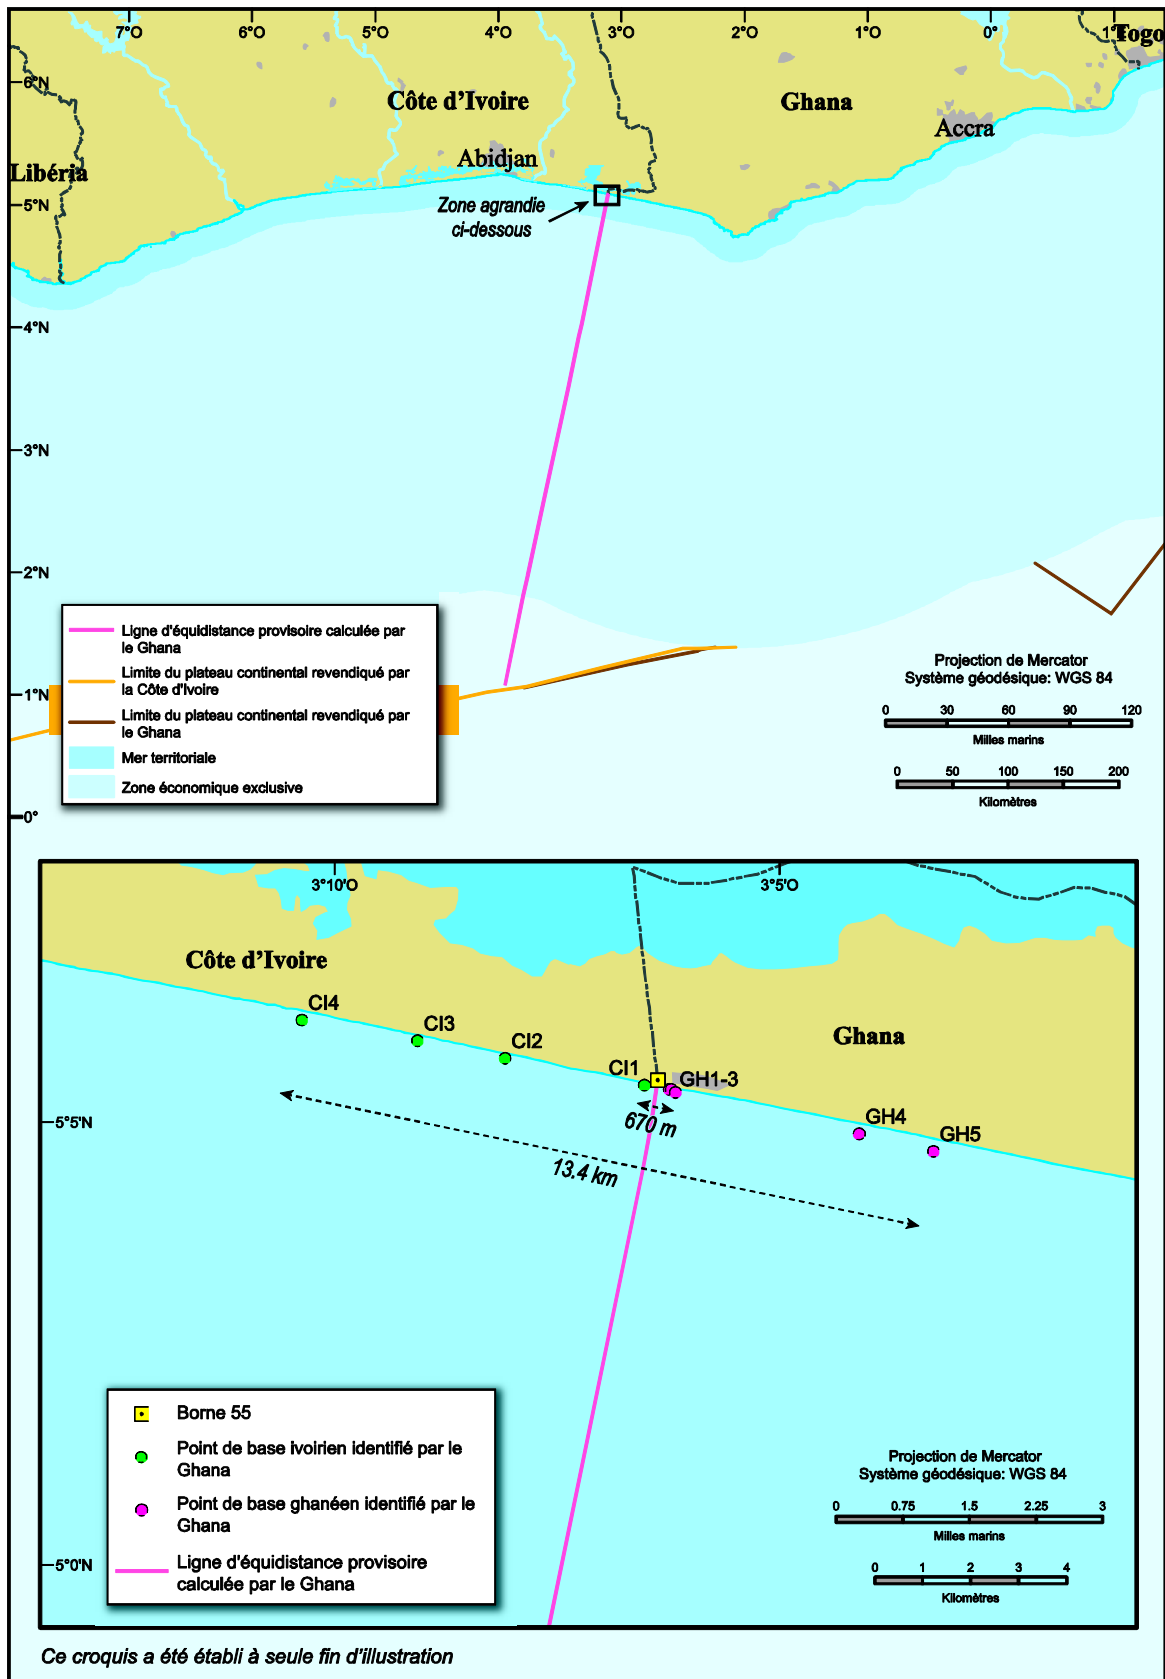 7°O 6°O 5°O 4°O 3°O 2°O 1°O 0° 1°E
Togo
6°N
Côte d'Ivoire
Ghana
Accra
Abidjan
Libéria
5°N
Zone agrandie
ci-dessous
4°N
3°N
2°N
Ligne d'équidistance provisoire calculée par
le Ghana
Limite du plateau continental revendiqué par
la Côte d'Ivoire
Limite du plateau continental revendiqué par
le Ghana
Mer territoriale
Zone économique exclusive
1°N
0°
Projection de Mercator
Système géodésique: WGS 84
0 30 60 90 120
Milles marins
0 50 100 150 200
Kilomètres
3°10'O 3°5'O
Côte d'Ivoire
Ghana
CI4
CI3
CI2
CI1
GH1-3
GH4
GH5
670 m
13.4 km
5°5'N
5°0'N
Borne 55
Point de base ivoirien identifié par le
Ghana
Point de base ghanéen identifié par le
Ghana
Ligne d'équidistance provisoire
calculée par le Ghana
Projection de Mercator
Système géodésique: WGS 84
0 0.75 1.5 2.25 3
Milles marins
0 1 2 3 4
Kilomètres
Ce croquis a été établi à seule fin d'illustration